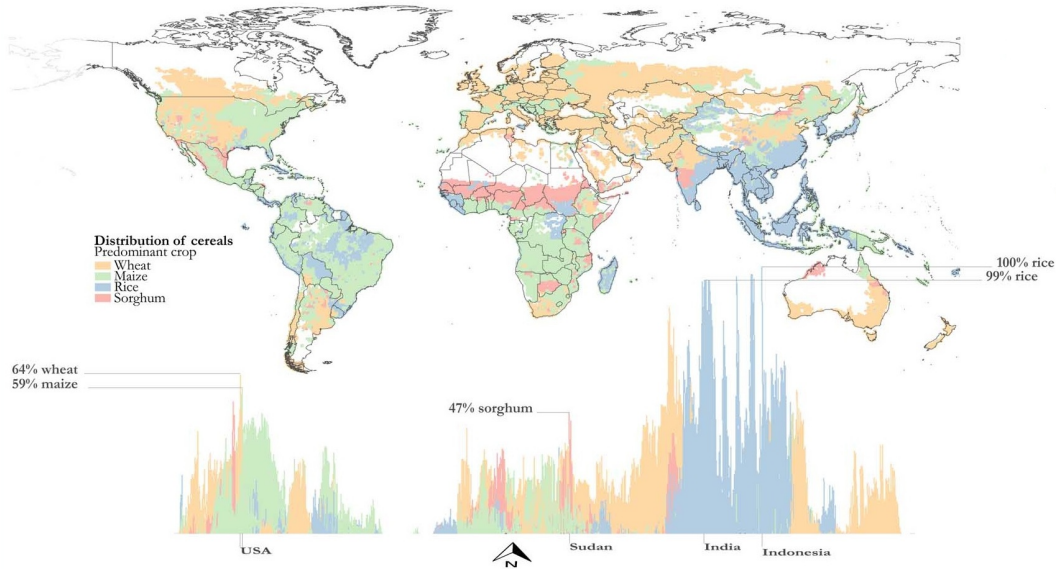 Distribution of cereals
Predominant crop
Wheat
Maize
Rice
Sorghum
100% rice
99% rice
64% wheat
59% maize
47% sorghum
USA
Sudan
India
Indonesia
N